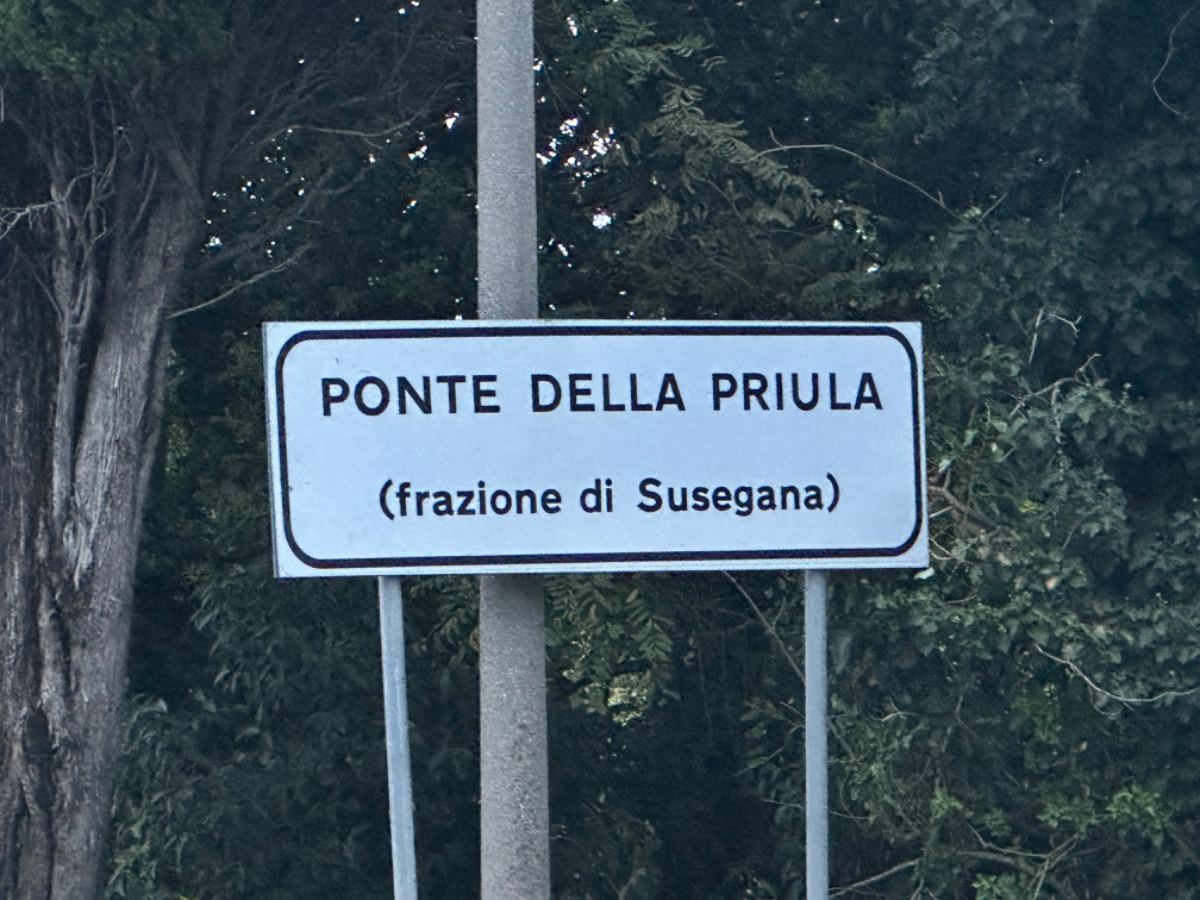 PONTE DELLA PRIULA
(frazione di Susegana)